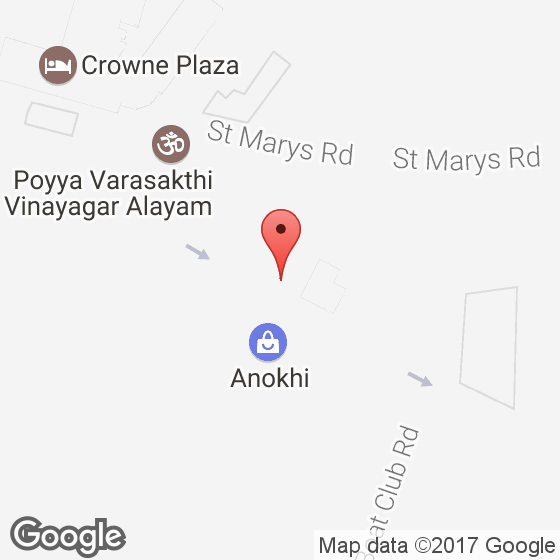 Crowne Plaza
St Marys Rd
St Marys Rd
Poyya Varasakthi
Vinayagar Alayam
Anokhi
Boat Club Rd
Google
Map data ©2017 Google